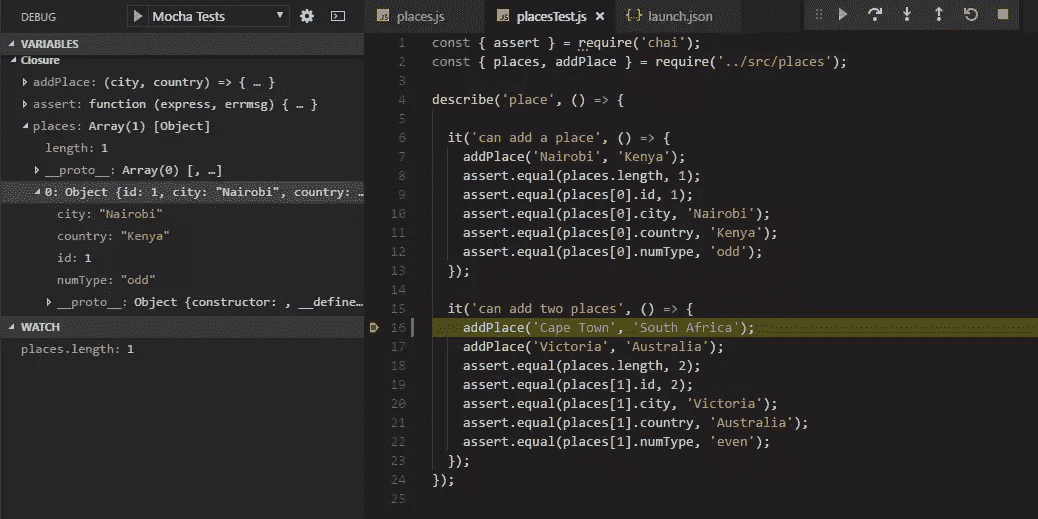 DEBUG Mocha Tests
VARIABLES
Closure
addPlace: (city, country) => { … }
assert: function (express, errmsg) { … }
places: Array(1) [Object]
length: 1
__proto__: Array(0) [, …]
0: Object {id: 1, city: "Nairobi", country: …
city: "Nairobi"
country: "Kenya"
id: 1
numType: "odd"
__proto__: Object {constructor: , __define…
WATCH
places.length: 1
places.js JS placesTest.js × {..} launch.json
1 const { assert } = require('chai');
2 const { places, addPlace } = require('../src/places');
3
4 describe('place', () => {
5
6 it('can add a place', () => {
7 addPlace('Nairobi', 'Kenya');
8 assert.equal(places.length, 1);
9 assert.equal(places[0].id, 1);
10 assert.equal(places[0].city, 'Nairobi');
11 assert.equal(places[0].country, 'Kenya');
12 assert.equal(places[0].numType, 'odd');
13 });
14
15 it('can add two places', () => {
16 addPlace('Cape Town', 'South Africa');
17 addPlace('Victoria', 'Australia');
18 assert.equal(places.length, 2);
19 assert.equal(places[1].id, 2);
20 assert.equal(places[1].city, 'Victoria');
21 assert.equal(places[1].country, 'Australia');
22 assert.equal(places[1].numType, 'even');
23 });
24 });
25